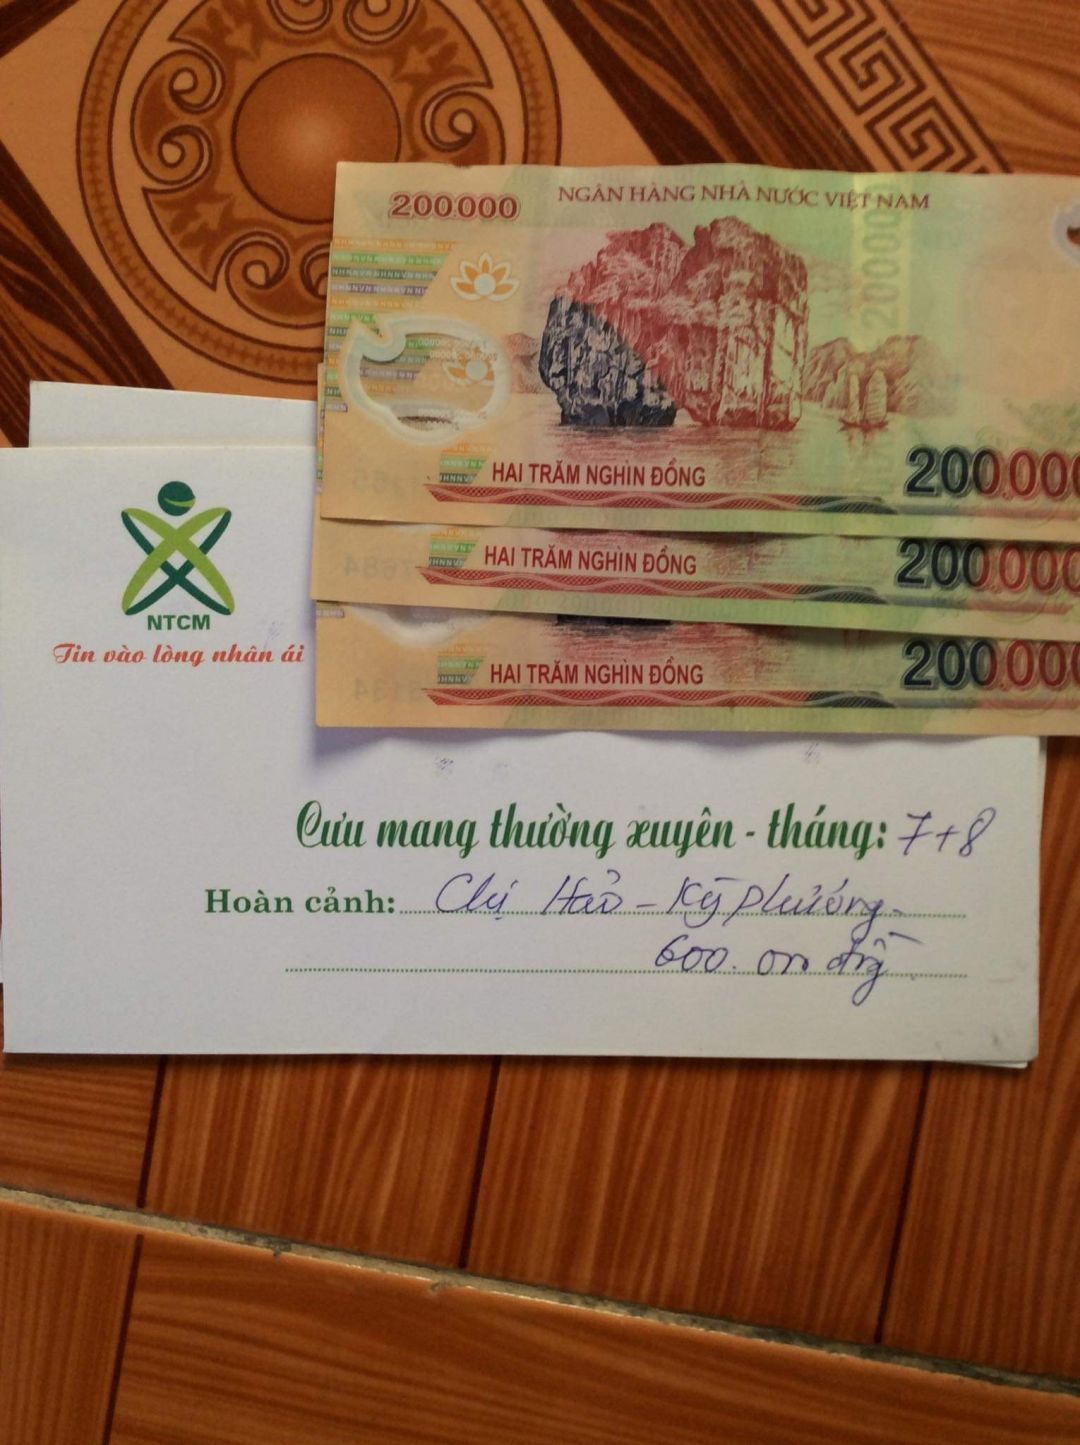 200.000
NGÂN HÀNG NHÀ NƯỚC VIỆT NAM
200000
HAI TRĂM NGHÌN ĐỒNG
200.000
HAI TRĂM NGHÌN ĐỒNG
200.000
HAI TRĂM NGHÌN ĐỒNG
200.000
NTCM
Tin vào lòng nhân ái
Cưu mang thường xuyên - tháng: 7+8
Hoàn cảnh: Chị Hảo - Kỳ Phương
600. đồng